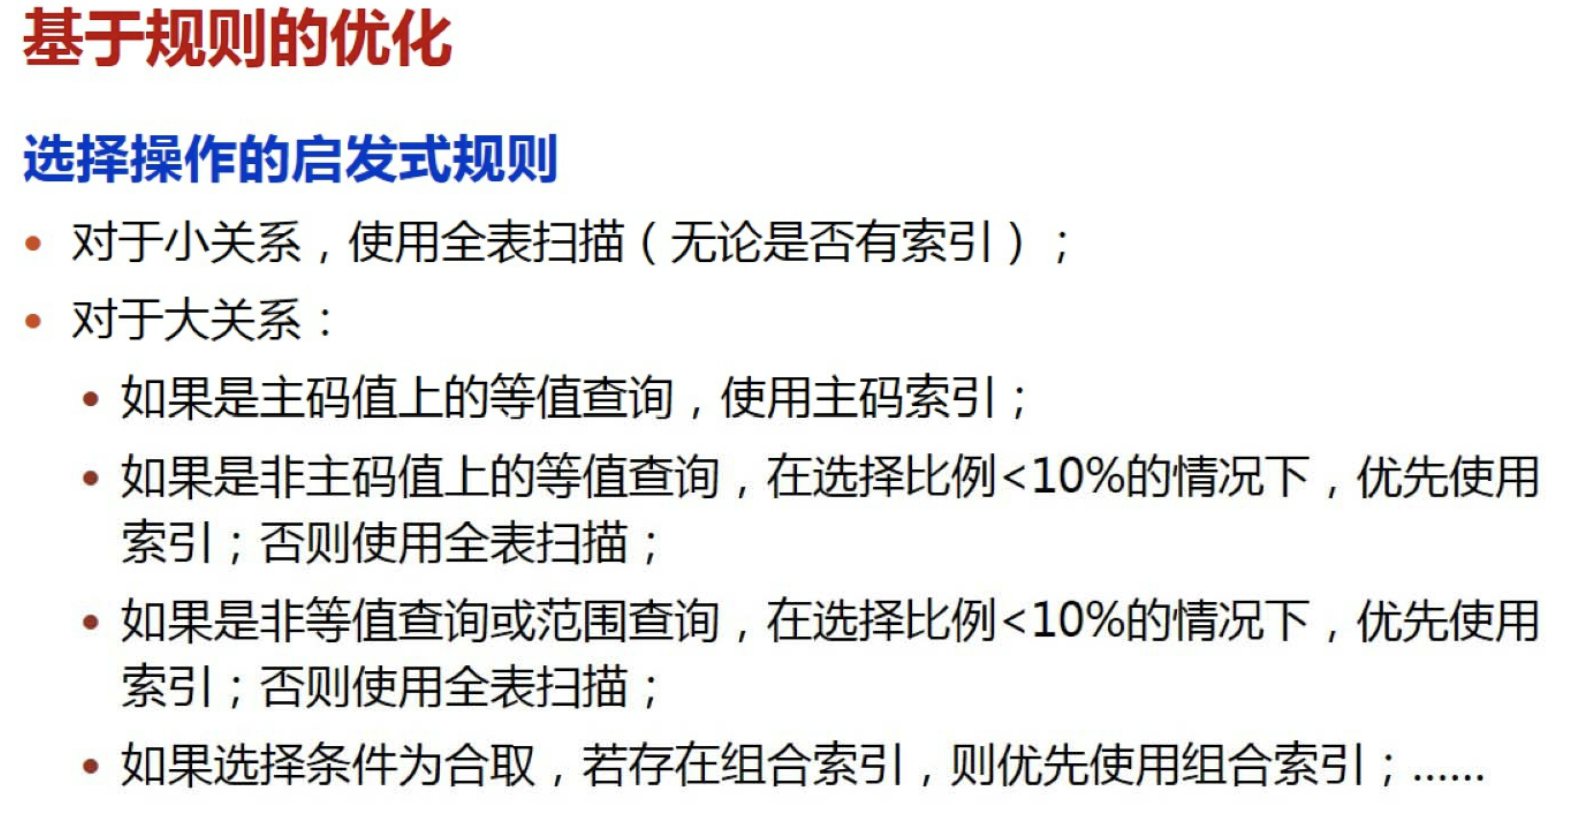 基于规则的优化
选择操作的启发式规则
• 对于小关系，使用全表扫描（无论是否有索引）；
• 对于大关系：
• 如果是主码值上的等值查询，使用主码索引；
• 如果是非主码值上的等值查询，在选择比例<10%的情况下，优先使用
索引；否则使用全表扫描；
• 如果是非等值查询或范围查询，在选择比例<10%的情况下，优先使用
索引；否则使用全表扫描；
• 如果选择条件为合取，若存在组合索引，则优先使用组合索引；……